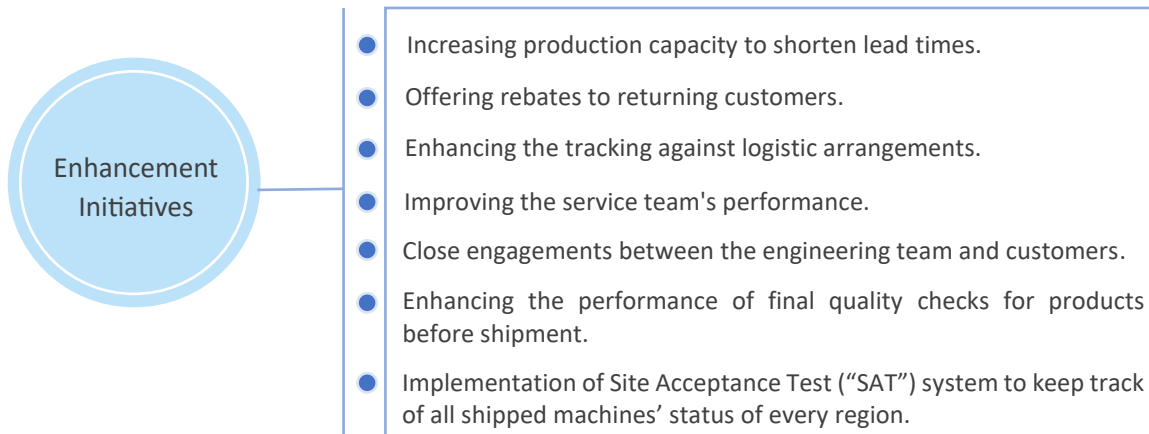 Enhancement
Initiatives
Increasing production capacity to shorten lead times.
Offering rebates to returning customers.
Enhancing the tracking against logistic arrangements.
Improving the service team's performance.
Close engagements between the engineering team and customers.
Enhancing the performance of final quality checks for products
before shipment.
Implementation of Site Acceptance Test (“SAT”) system to keep track
of all shipped machines’ status of every region.